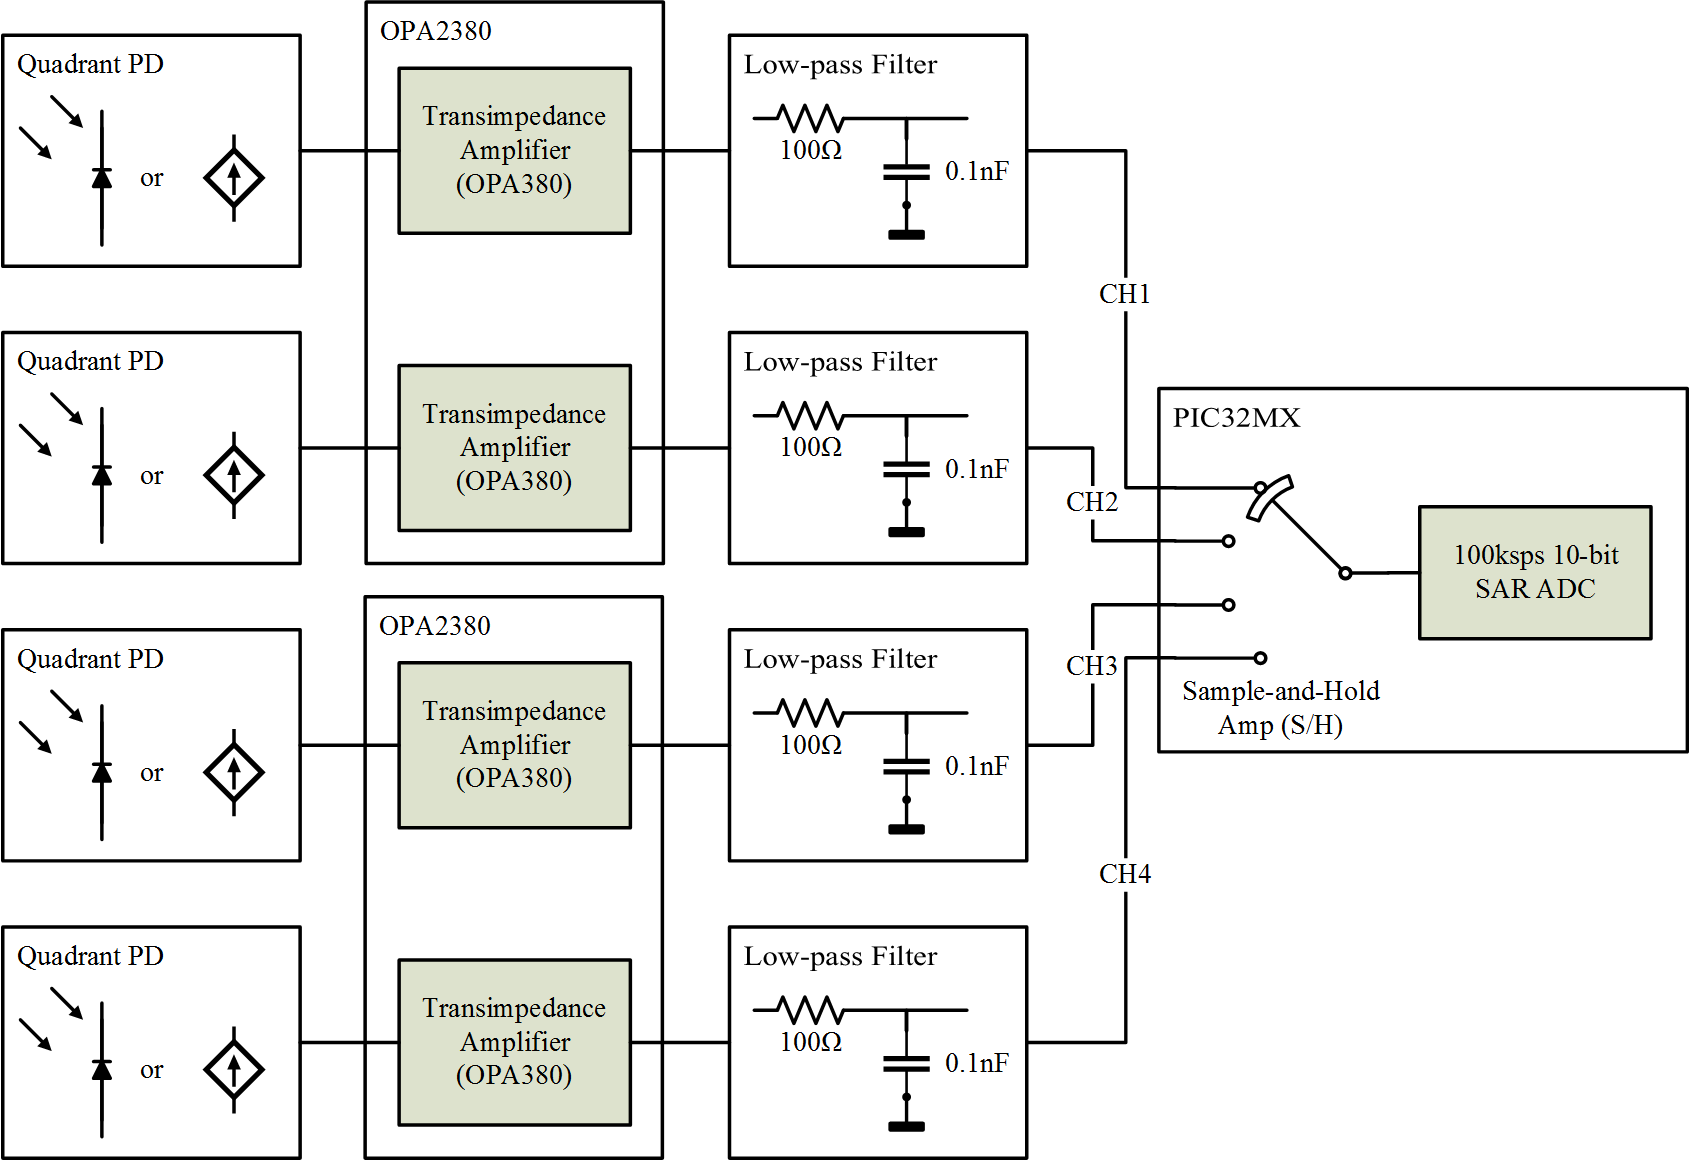 OPA2380
Quadrant PD
or
Transimpedance
Amplifier
(OPA380)
Low-pass Filter
100Ω
0.1nF
CH1
Quadrant PD
or
Transimpedance
Amplifier
(OPA380)
Low-pass Filter
100Ω
0.1nF
CH2
PIC32MX
100ksps 10-bit
SAR ADC
Sample-and-Hold
Amp (S/H)
OPA2380
Quadrant PD
or
Transimpedance
Amplifier
(OPA380)
Low-pass Filter
100Ω
0.1nF
CH3
CH4
Quadrant PD
or
Transimpedance
Amplifier
(OPA380)
Low-pass Filter
100Ω
0.1nF